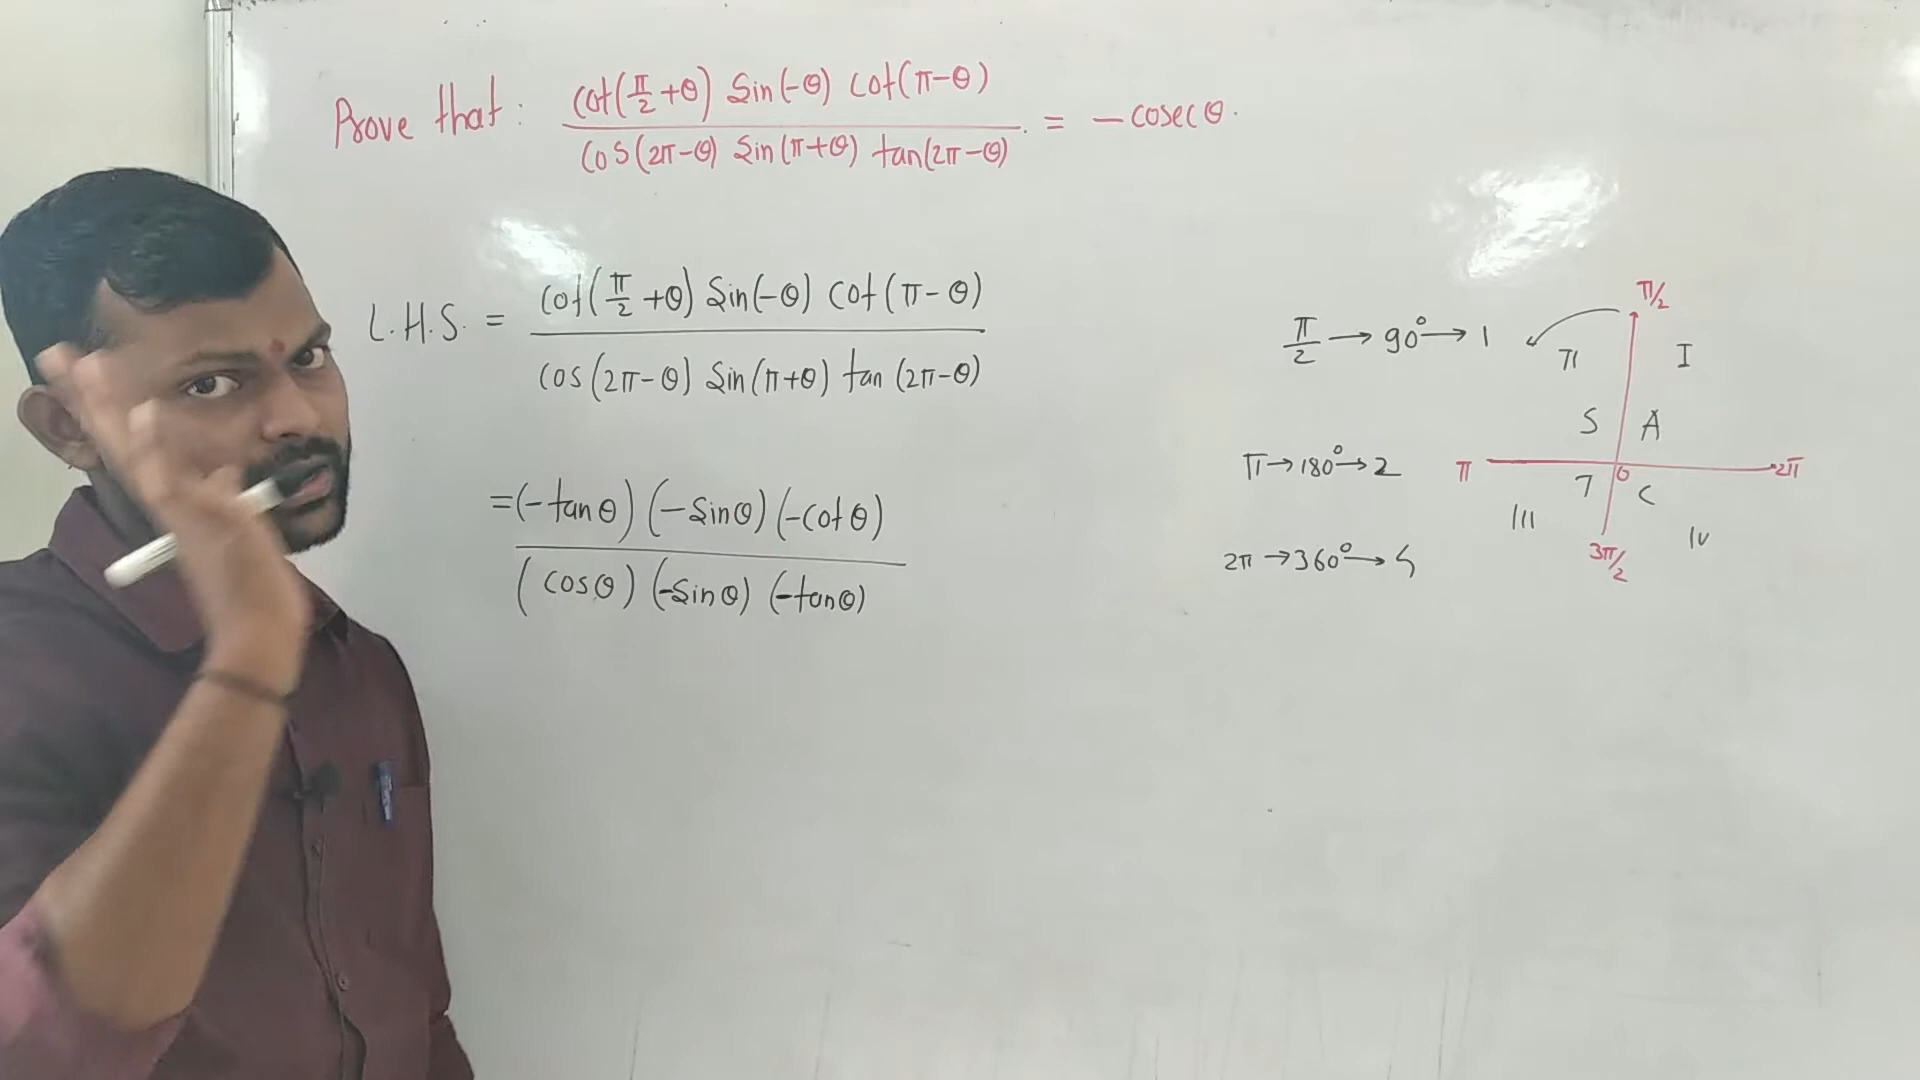 Prove that : cot(π/2+θ) Sin(-θ) cot(π-θ) / cos(2π-θ) Sin(π+θ) tan(2π-θ) = -cosecθ.
L.H.S. = cot(π/2+θ) Sin(-θ) cot(π-θ) / cos(2π-θ) Sin(π+θ) tan(2π-θ)
=(-tanθ)(-Sinθ)(-cotθ) / (cosθ)(-Sinθ)(-tanθ)
π/2 → 90° → 1
π → 180° → 2
2π → 360° → 4
π/2
II I
S A
π 0 2π
T C
III IV
3π/2